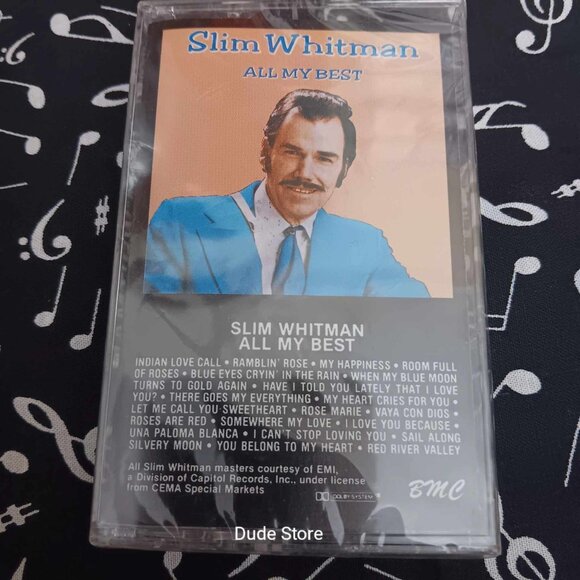 Slim Whitman
ALL MY BEST
SLIM WHITMAN
ALL MY BEST
INDIAN LOVE CALL • RAMBLIN' ROSE • MY HAPPINESS • ROOM FULL
OF ROSES • BLUE EYES CRYIN' IN THE RAIN • WHEN MY BLUE MOON
TURNS TO GOLD AGAIN • HAVE I TOLD YOU LATELY THAT I LOVE
YOU? • THERE GOES MY EVERYTHING • MY HEART CRIES FOR YOU •
LET ME CALL YOU SWEETHEART • ROSE MARIE • VAYA CON DIOS •
ROSES ARE RED • SOMEWHERE MY LOVE • I LOVE YOU BECAUSE •
UNA PALOMA BLANCA • I CAN'T STOP LOVING YOU • SAIL ALONG
SILVERY MOON • YOU BELONG TO MY HEART • RED RIVER VALLEY
All Slim Whitman masters courtesy of EMI,
a Division of Capitol Records, Inc., under license
from CEMA Special Markets
DOLBY SYSTEM
BMC
Dude Store